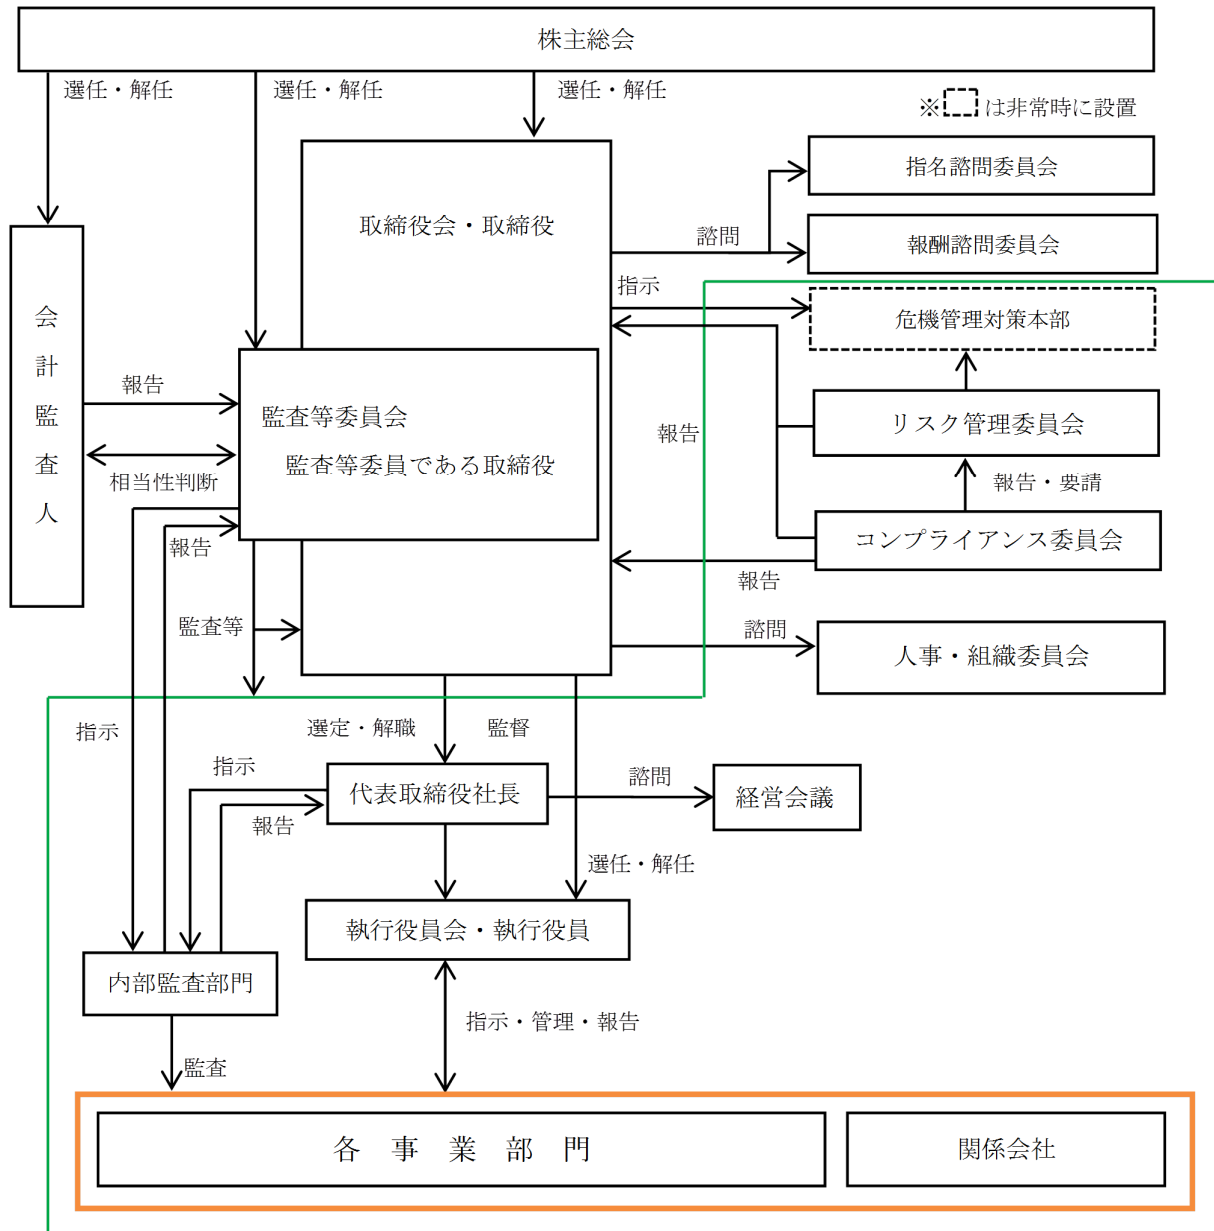 株主総会
選任・解任
選任・解任
選任・解任
※
は非常時に設置
指名諮問委員会
取締役会・取締役
諮問
報酬諮問委員会
指示
危機管理対策本部
会計監査人
報告
監査等委員会
監査等委員である取締役
報告
リスク管理委員会
相当性判断
報告・要請
報告
コンプライアンス委員会
報告
監査等
諮問
人事・組織委員会
指示
選定・解職
監督
指示
代表取締役社長
諮問
経営会議
報告
選任・解任
執行役員会・執行役員
内部監査部門
指示・管理・報告
監査
各事業部門
関係会社